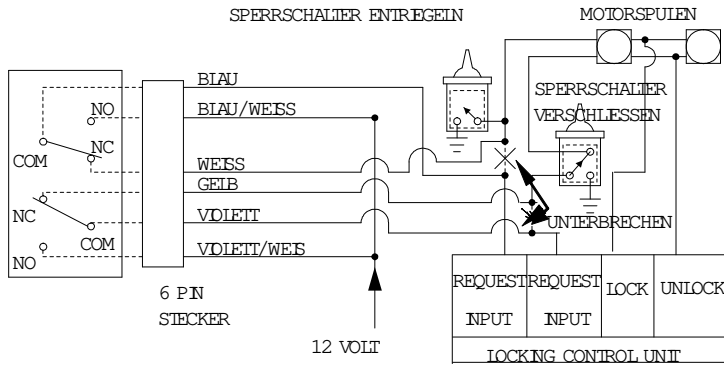 SPERRSCHALTER ENTRIEGELN
MOTORSPULEN
BLAU
SPERRSCHALTER
VERSCHLIESSEN
NO
BLAU/WEISS
NC
COM
WEISS
GELB
NC
VIOLETT
UNTERBRECHEN
COM
NO
VIOLETT/WEIS
6 PIN
STECKER
12 VOLT
REQUEST
INPUT
REQUEST
INPUT
LOCK
UNLOCK
LOCKING CONTROL UNIT